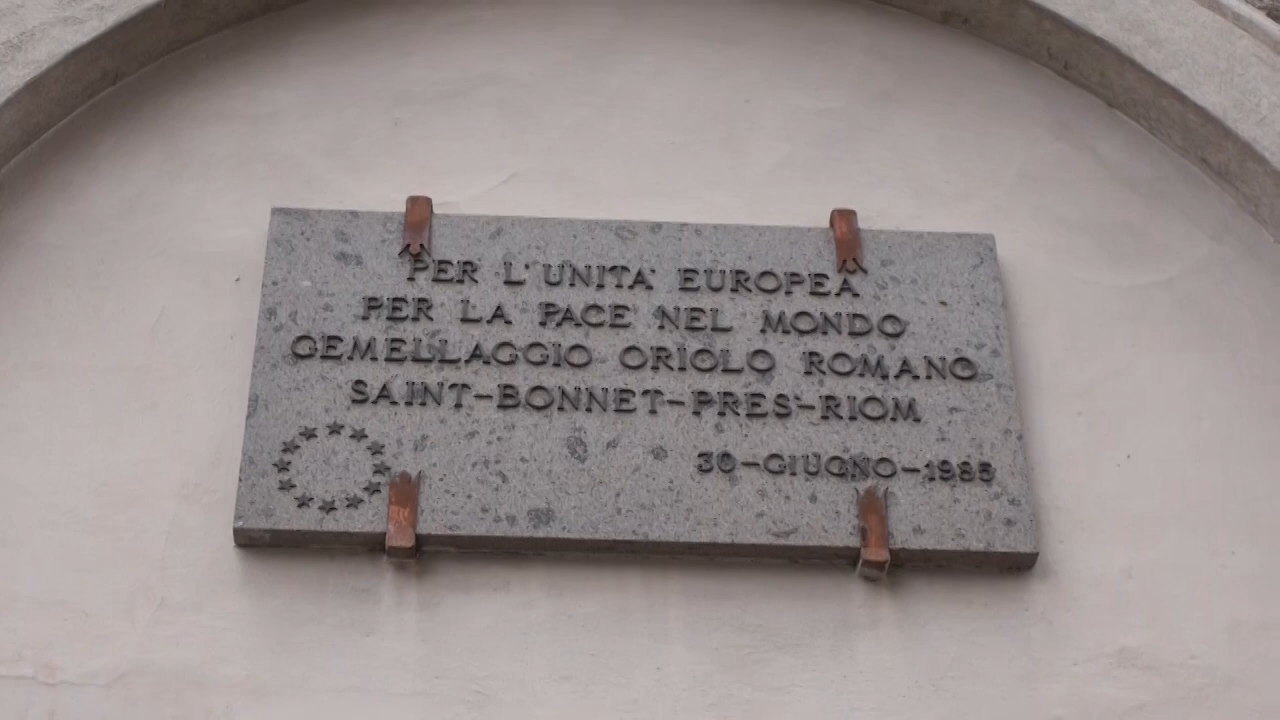 PER L'UNITA' EUROPEA
PER LA PACE NEL MONDO
GEMELLAGGIO ORIOLO ROMANO
SAINT-BONNET-PRES-RIOM
30-GIUGNO-1985